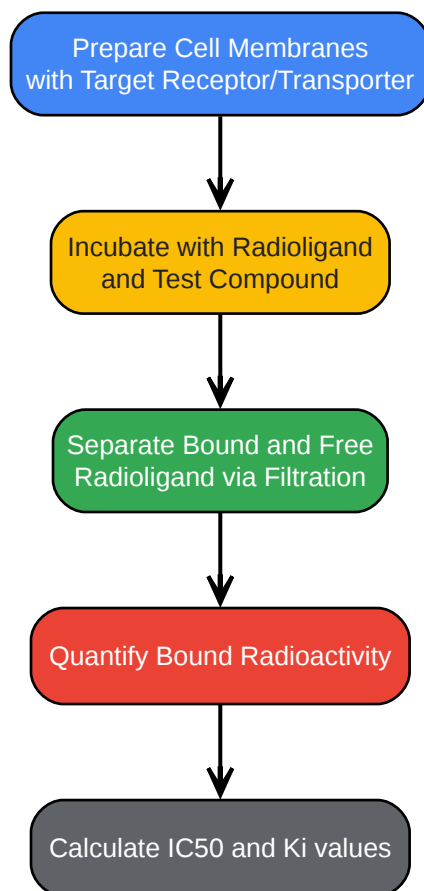 Prepare Cell Membranes
with Target Receptor/Transporter
Incubate with Radioligand
and Test Compound
Separate Bound and Free
Radioligand via Filtration
Quantify Bound Radioactivity
Calculate IC50 and Ki values